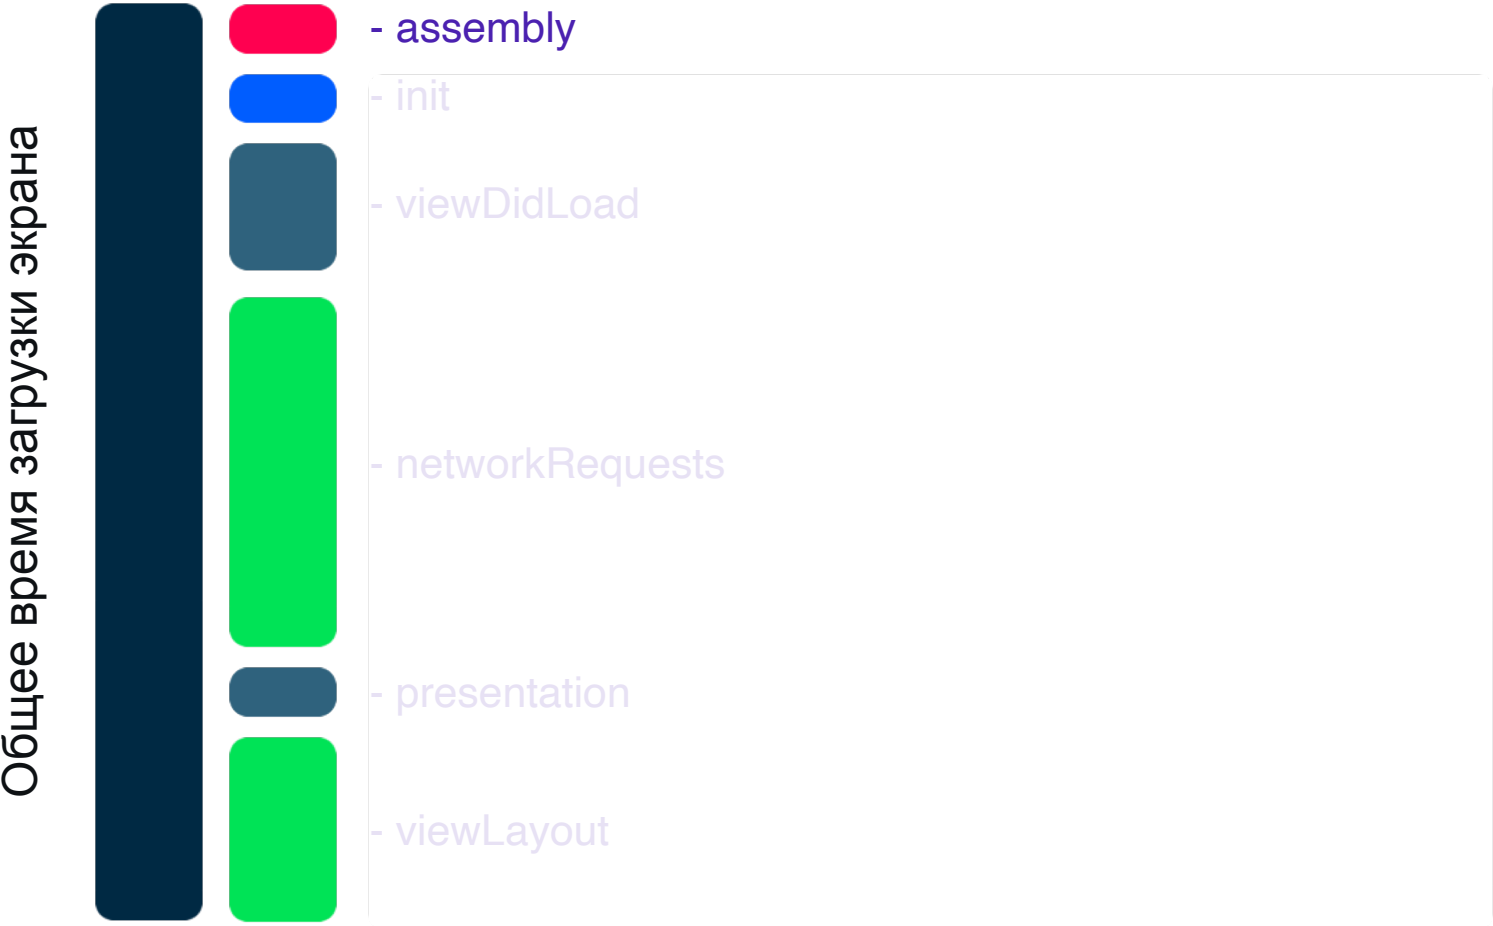 Общее время загрузки экрана
- assembly
- init
- viewDidLoad
- networkRequests
- presentation
- viewLayout